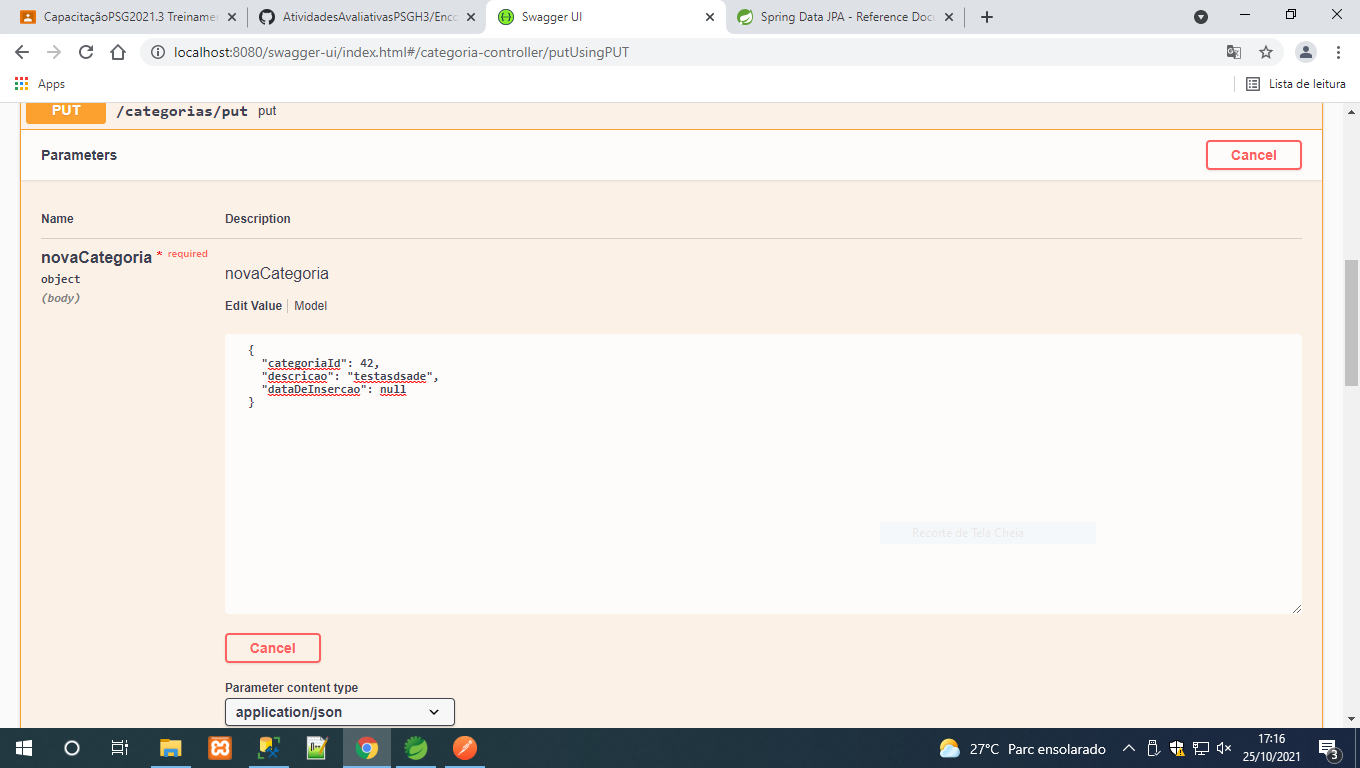 CapacitaçãoPSG2021.3 Treinamen
AtividadesAvaliativasPSGH3/Enco
Swagger UI
Spring Data JPA - Reference Docu
localhost:8080/swagger-ui/index.html#/categoria-controller/putUsingPUT
Apps
Lista de leitura
PUT /categorias/put put
Parameters
Cancel
Name Description
novaCategoria * required
object
(body)
novaCategoria
Edit Value Model
{
"categoriaId": 42,
"descricao": "testasdsade",
"dataDeInsercao": null
}
Recorte de Tela Cheia
Cancel
Parameter content type
application/json
27°C Parc ensolarado
17:16
25/10/2021
3